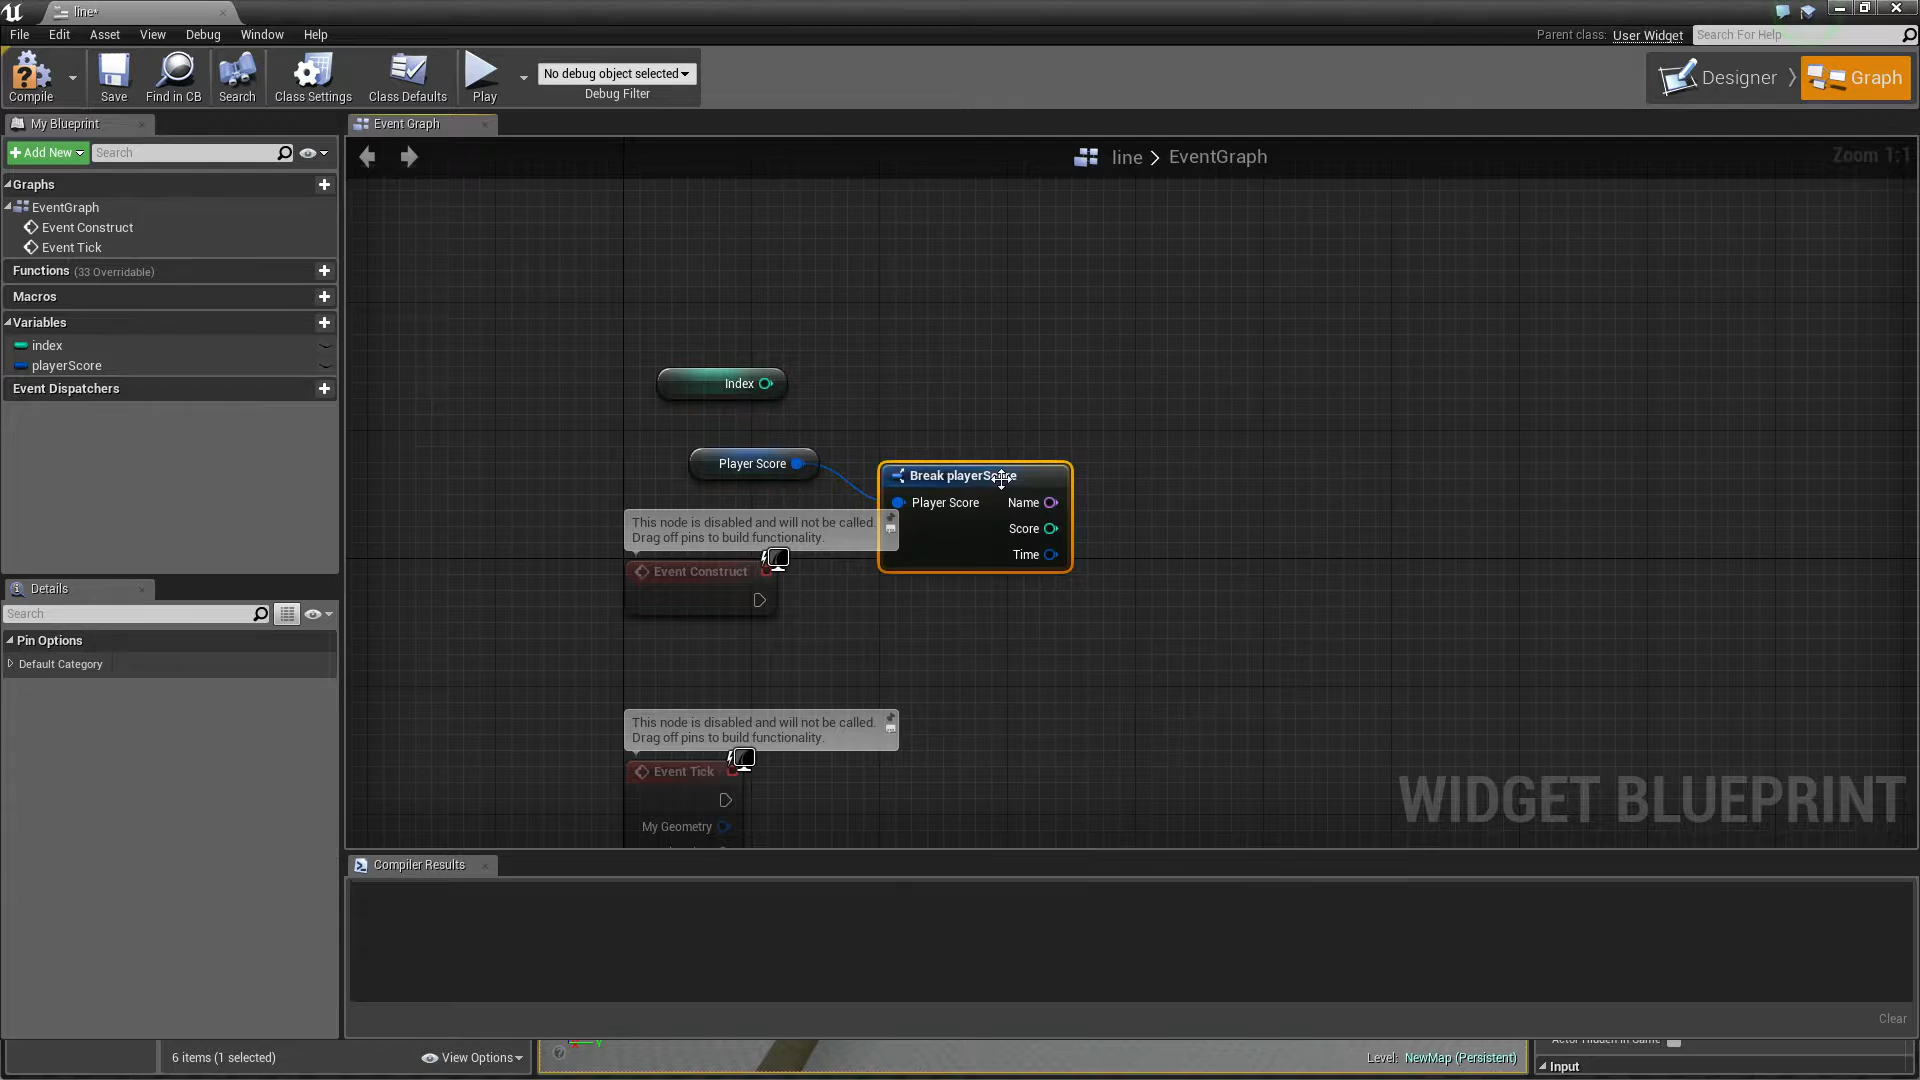 line*
File Edit Asset View Debug Window Help
Parent class: User Widget Search For Help
Compile Save Find in CB Search Class Settings Class Defaults Play
No debug object selected
Debug Filter
Designer Graph
My Blueprint
Event Graph
Add New Search
line > EventGraph
Zoom 1:1
Graphs
EventGraph
Event Construct
Event Tick
Functions (33 Overridable)
Macros
Variables
index
playerScore
Event Dispatchers
Index
Player Score
Break playerScore
Player Score Name
Score
Time
This node is disabled and will not be called.
Drag off pins to build functionality.
Event Construct
This node is disabled and will not be called.
Drag off pins to build functionality.
Event Tick
My Geometry
WIDGET BLUEPRINT
Details
Search
Pin Options
Default Category
Compiler Results
Clear
6 items (1 selected)
View Options
Level: NewMap (Persistent)
Actor Hidden In Game
Input